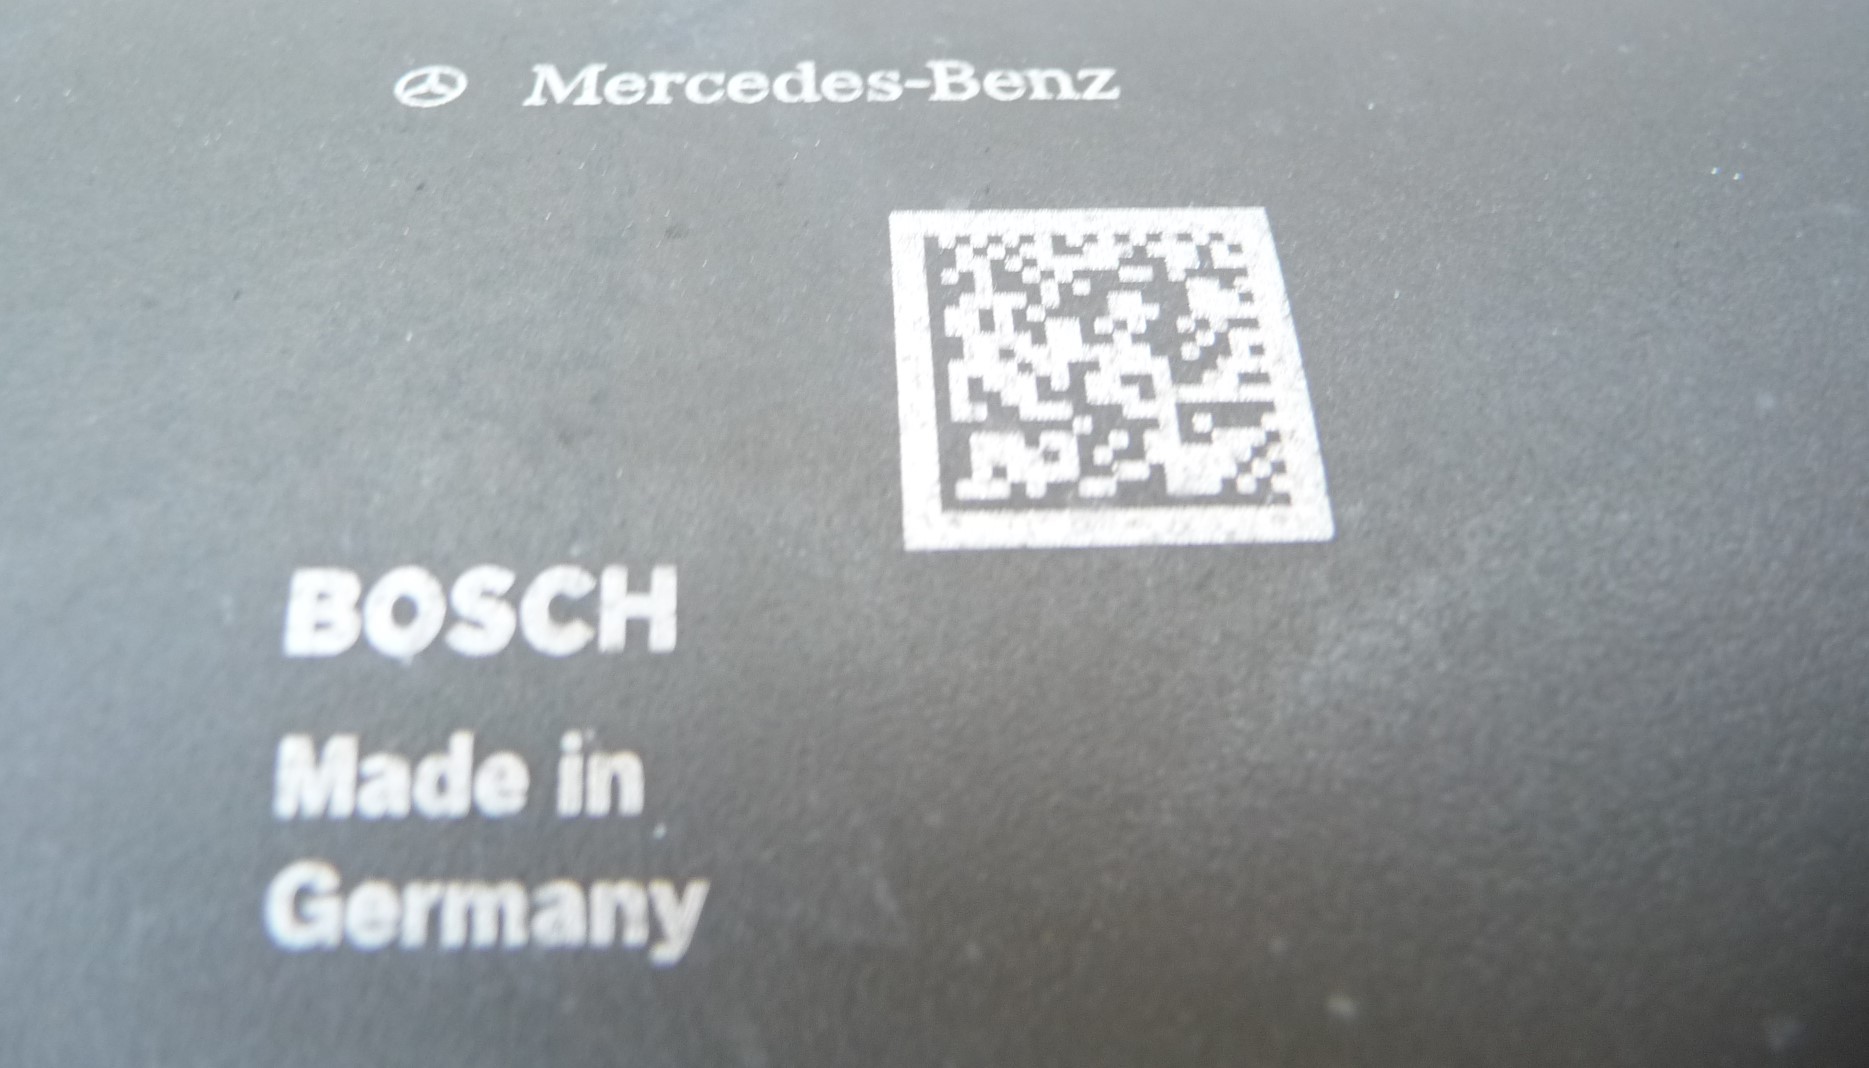 Mercedes-Benz
BOSCH
Made in
Germany